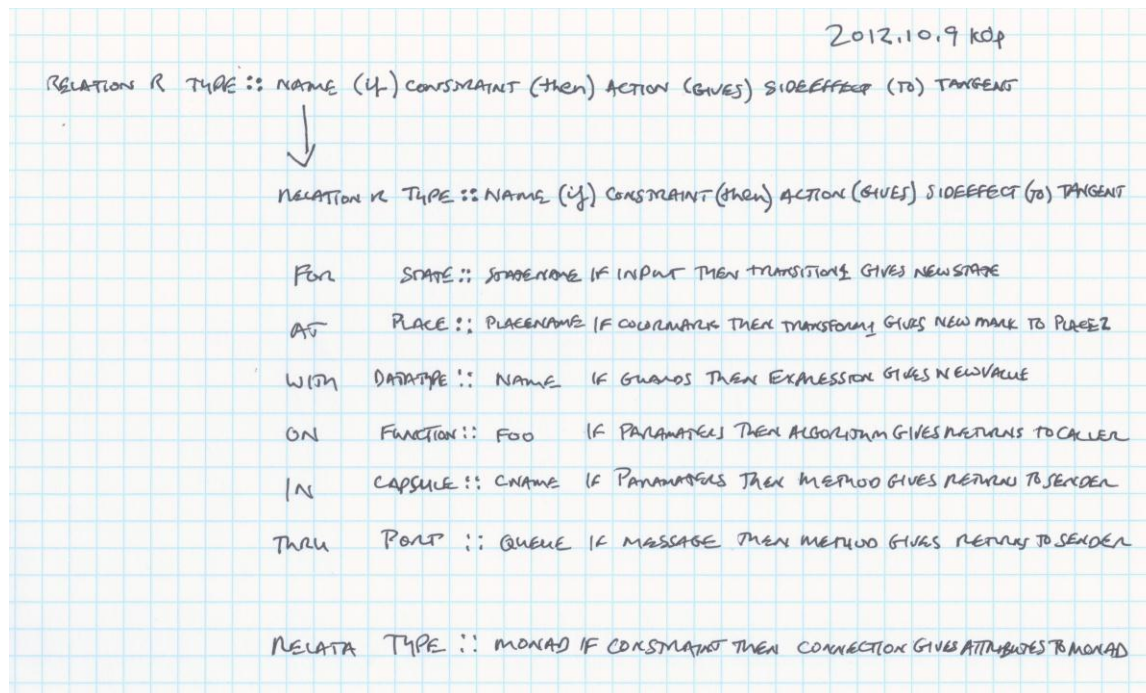 2012.10.9 kdp
RELATION R TYPE :: NAME (if) CONSTRAINT (then) ACTION (GIVES) SIDEEFFECT (TO) TANGENT
RELATION R TYPE :: NAME (if) CONSTRAINT (then) ACTION (GIVES) SIDEEFFECT (TO) TANGENT
FOR STATE :: STATENAME IF INPUT THEN TRANSITION1 GIVES NEWSTATE
AT PLACE :: PLACENAME IF COLORMARK THEN TRANSFORM1 GIVES NEW MARK TO PLACE2
WITH DATATYPE :: NAME IF GUARDS THEN EXPRESSION GIVES NEWVALUE
ON FUNCTION :: FOO IF PARAMATERS THEN ALGORITHM GIVES RETURNS TO CALLER
IN CAPSULE :: CNAME IF PARAMATERS THEN METHOD GIVES RETURNS TO SENDER
THRU PORT :: QUEUE IF MESSAGE THEN METHOD GIVES RETURNS TO SENDER
RELATA TYPE :: MONAD IF CONSTRAINT THEN CONNECTION GIVES ATTRIBUTES TO MONAD